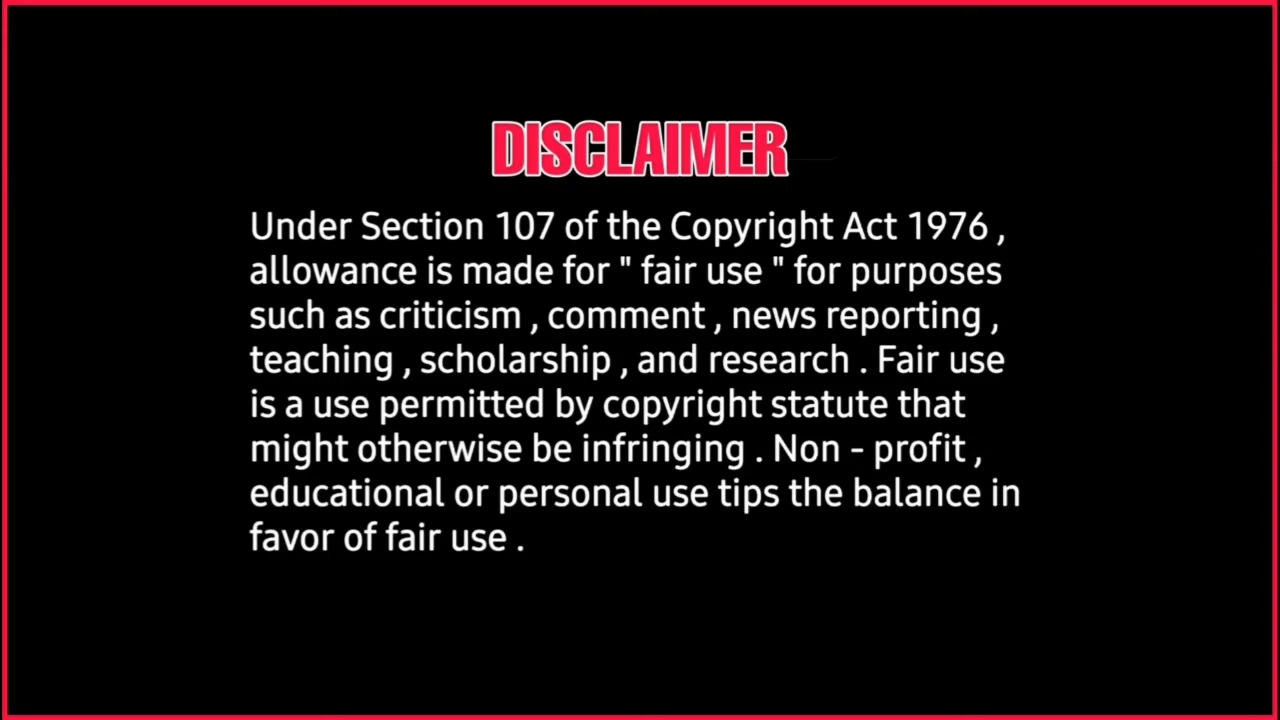 DISCLAIMER
Under Section 107 of the Copyright Act 1976 ,
allowance is made for " fair use " for purposes
such as criticism , comment , news reporting ,
teaching , scholarship , and research . Fair use
is a use permitted by copyright statute that
might otherwise be infringing . Non - profit ,
educational or personal use tips the balance in
favor of fair use .